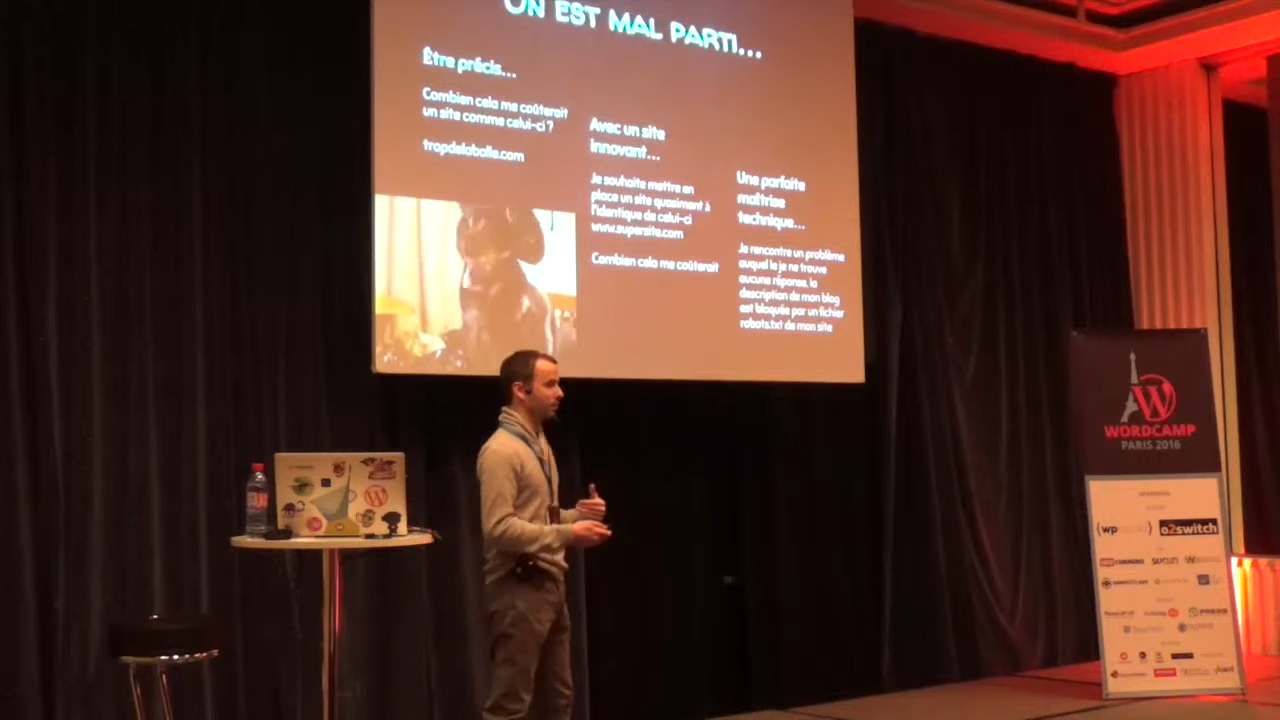 ON EST MAL PARTI...
Être précis...
Combien cela me coûterait
un site comme celui-ci ?
tropdelaballe.com
Avec un site
innovant...
Je souhaite mettre en
place un site quasiment à
l'identique de celui-ci
www.supersite.com
Combien cela me coûterait
Une parfaite
maîtrise
technique...
Je rencontre un problème
auquel le je ne trouve
aucune réponse, la
description de mon blog
est bloquée par un fichier
robots.txt de mon site
WORDCAMP
PARIS 2016
o2switch